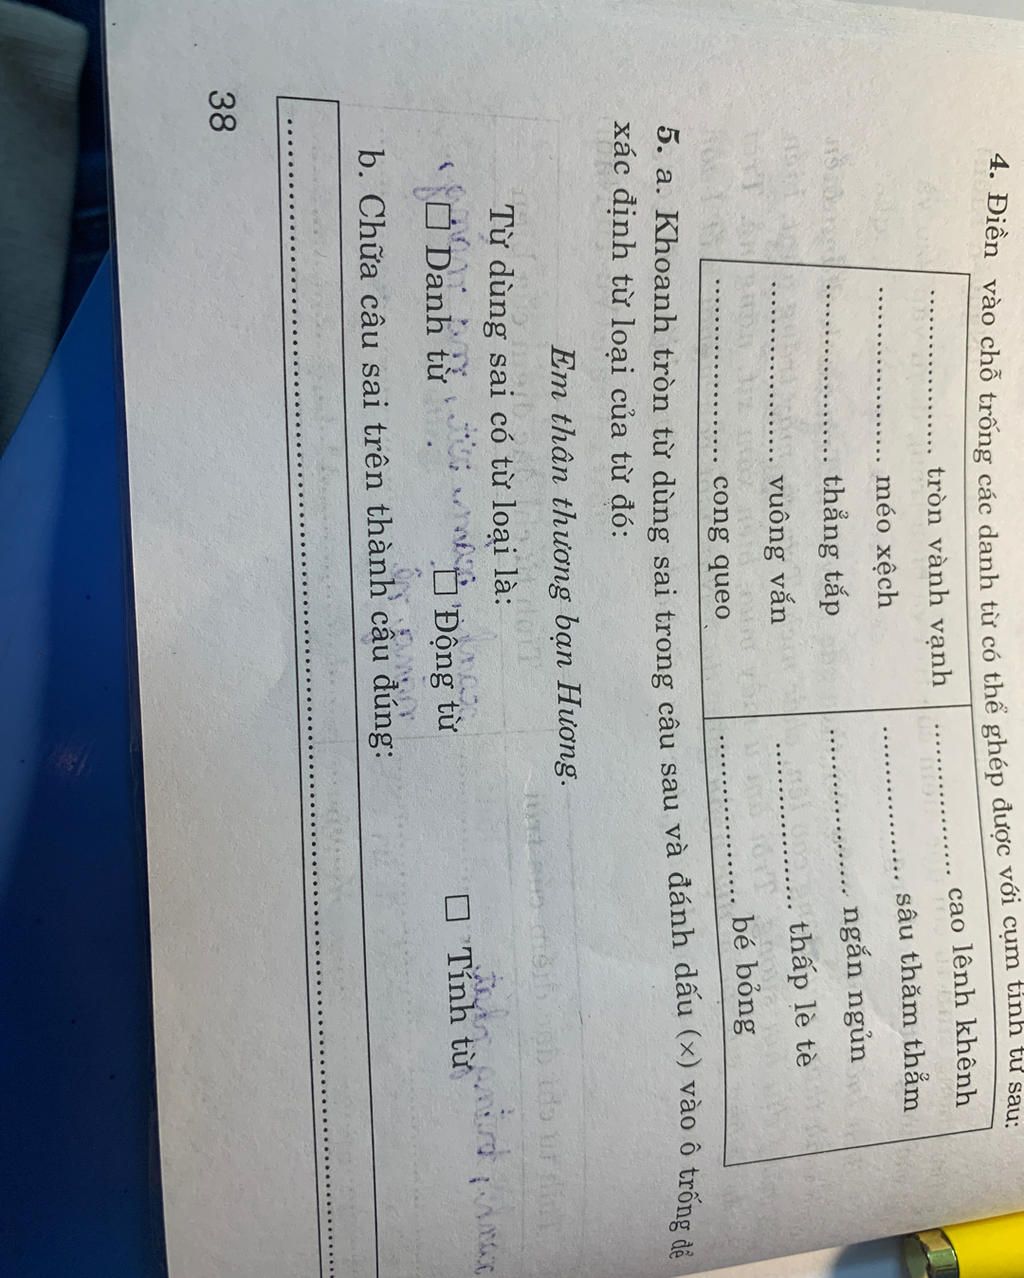 4. Điền vào chỗ trống các danh từ có thể ghép được với cụm tính từ sau:
........................ tròn vành vạnh
........................ méo xệch
........................ thẳng tắp
........................ vuông vắn
........................ cong queo
........................ cao lênh khênh
........................ sâu thăm thẳm
........................ ngắn ngủn
........................ thấp lè tè
........................ bé bỏng
5. a. Khoanh tròn từ dùng sai trong câu sau và đánh dấu (×) vào ô trống để
xác định từ loại của từ đó:
Em thân thương bạn Hương.
Từ dùng sai có từ loại là:
□ Danh từ □ Động từ □ Tính từ
b. Chữa câu sai trên thành câu đúng:
38